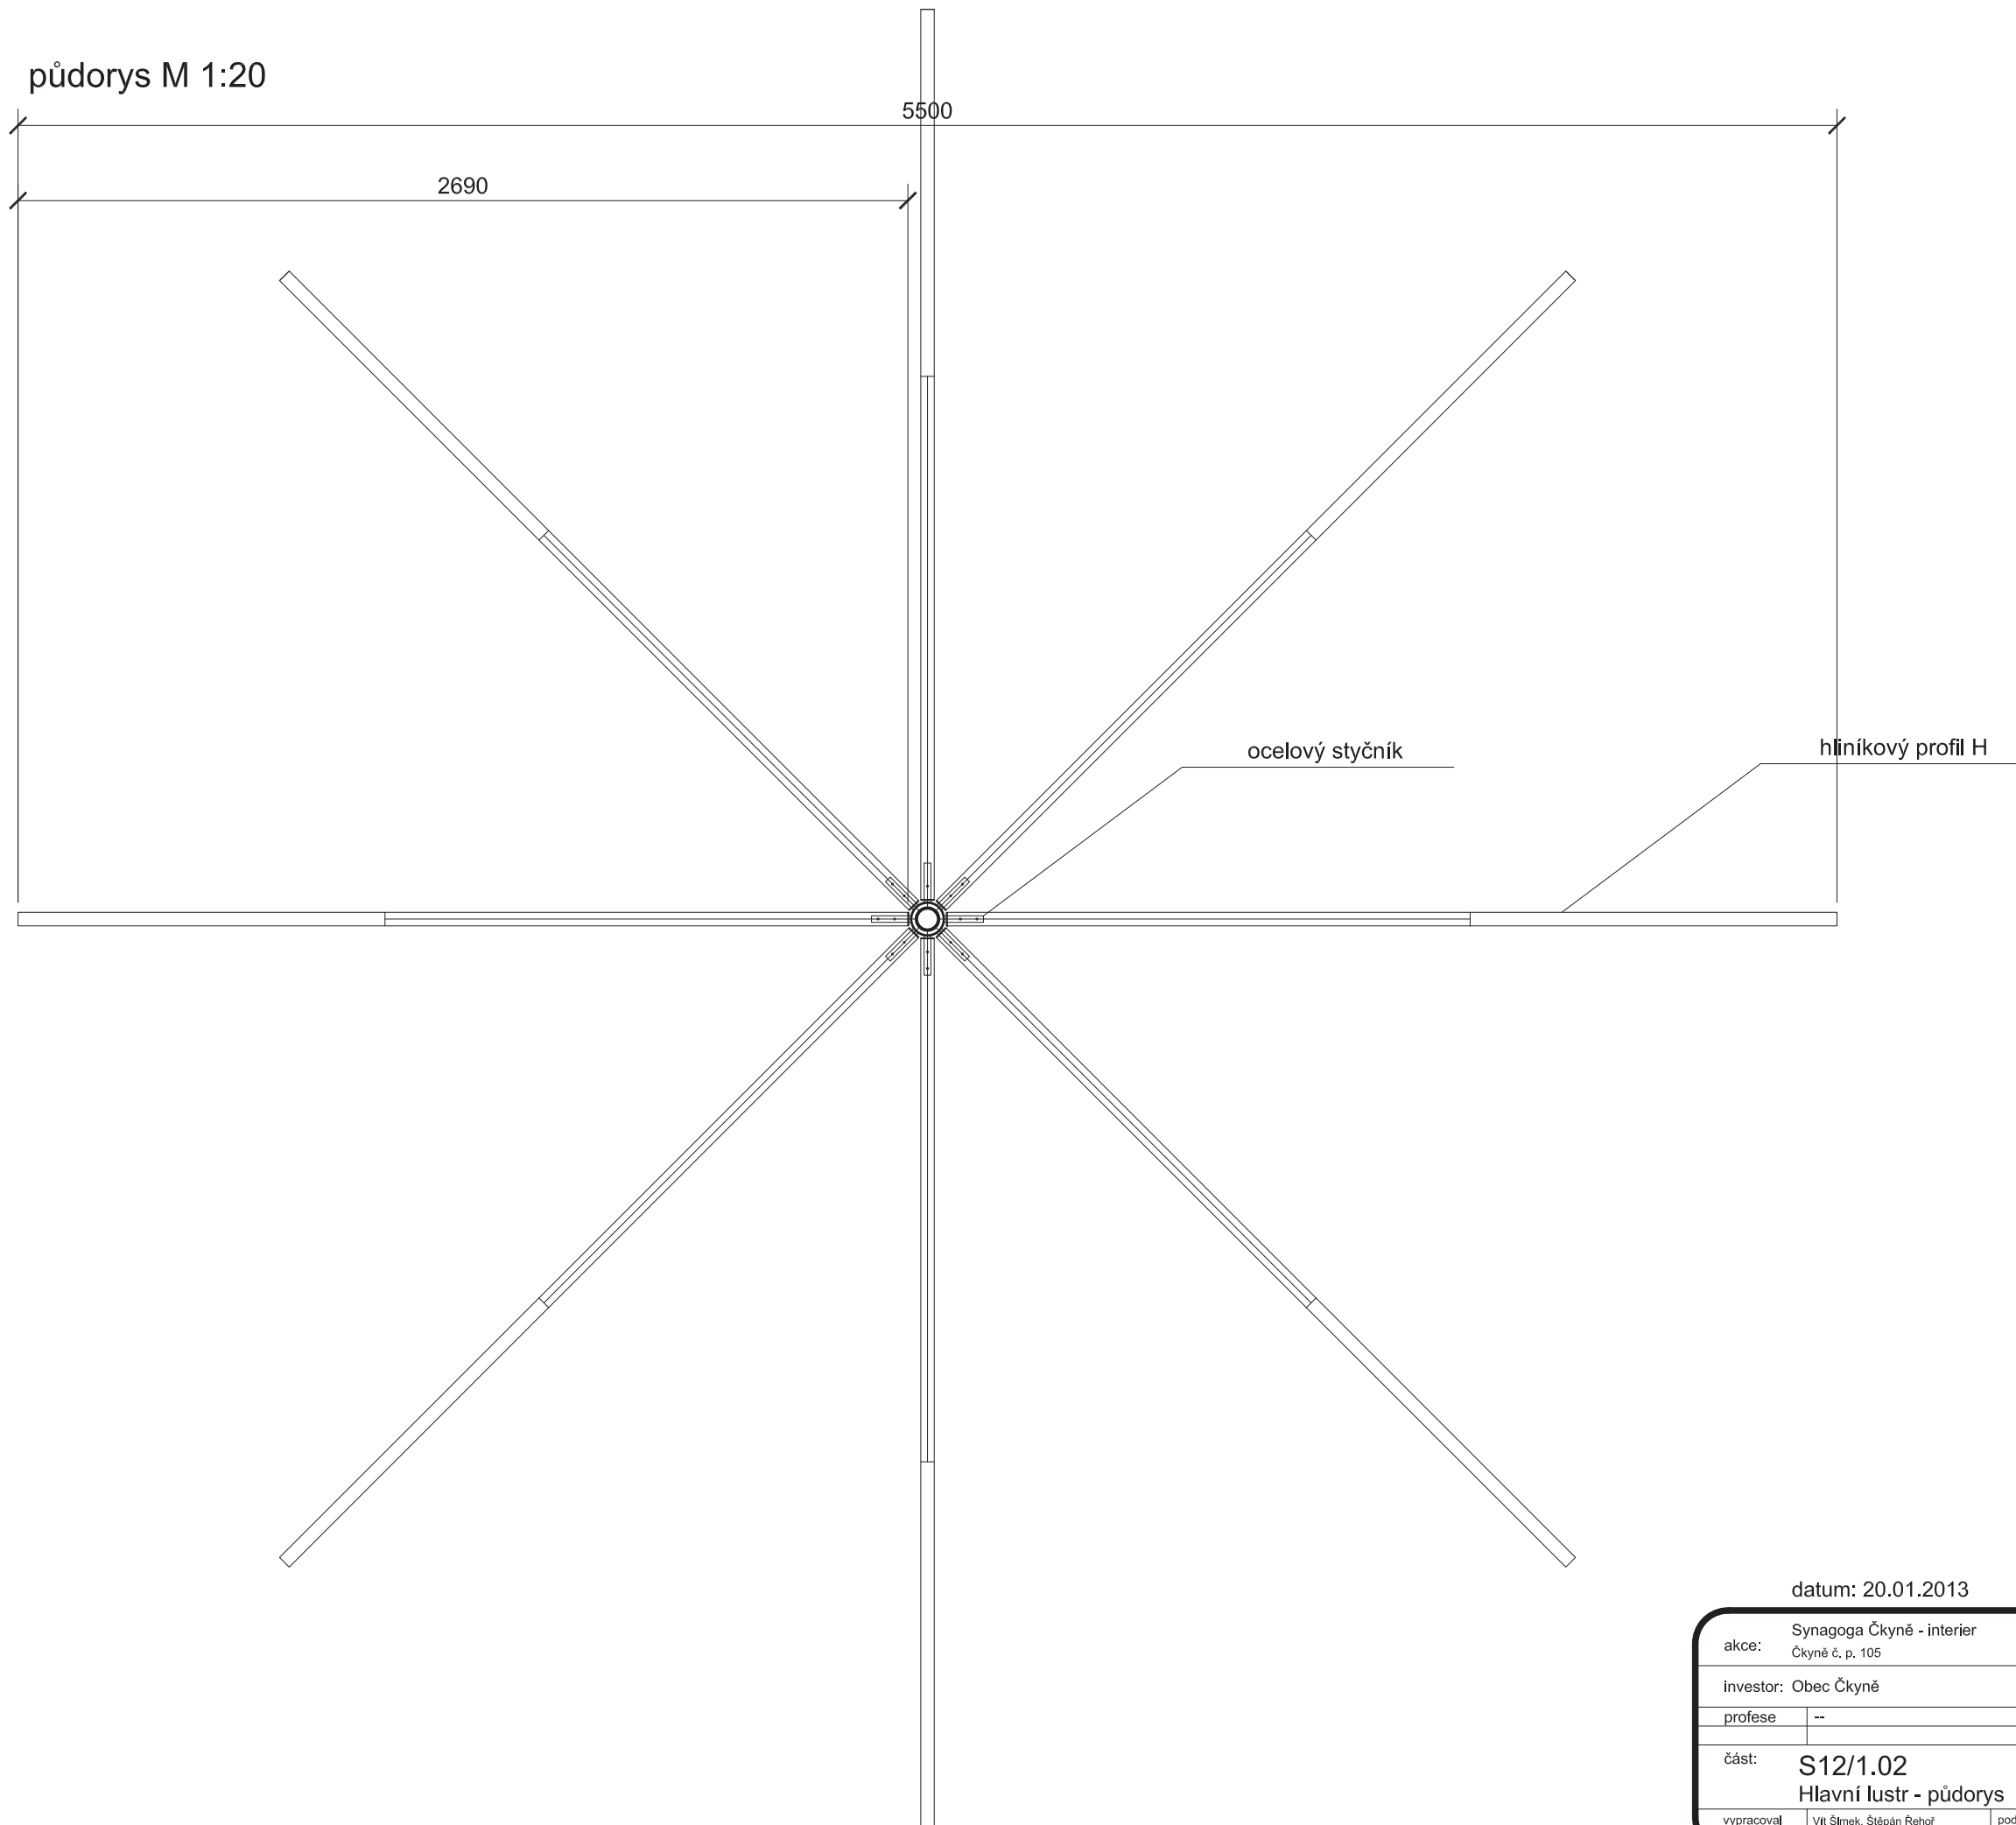 půdorys M 1:20
5500
2690
ocelový styčník
hliníkový profil H
datum: 20.01.2013
akce: Synagoga Čkyně - interier
Čkyně č. p. 105
investor: Obec Čkyně
profese --
část: S12/1.02
Hlavní lustr - půdorys
vypracoval Vít Šimek, Štěpán Řehoř